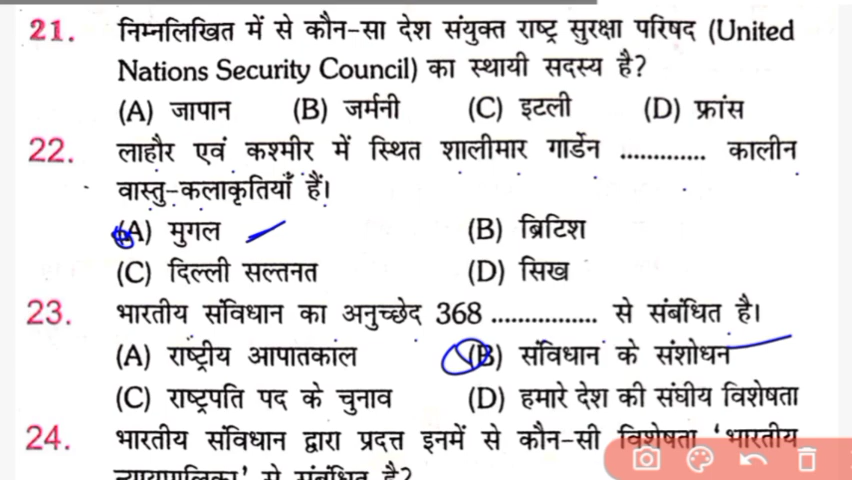 21. निम्नलिखित में से कौन-सा देश संयुक्त राष्ट्र सुरक्षा परिषद (United
Nations Security Council) का स्थायी सदस्य है?
(A) जापान (B) जर्मनी (C) इटली (D) फ्रांस
22. लाहौर एवं कश्मीर में स्थित शालीमार गार्डेन ............. कालीन
वास्तु-कलाकृतियाँ हैं।
(A) मुगल (B) ब्रिटिश
(C) दिल्ली सल्तनत (D) सिख
23. भारतीय संविधान का अनुच्छेद 368 ................ से संबंधित है।
(A) राष्ट्रीय आपातकाल (B) संविधान के संशोधन
(C) राष्ट्रपति पद के चुनाव (D) हमारे देश की संघीय विशेषता
24. भारतीय संविधान द्वारा प्रदत्त इनमें से कौन-सी विशेषता 'भारतीय
न्यायपालिका' से संबंधित है?